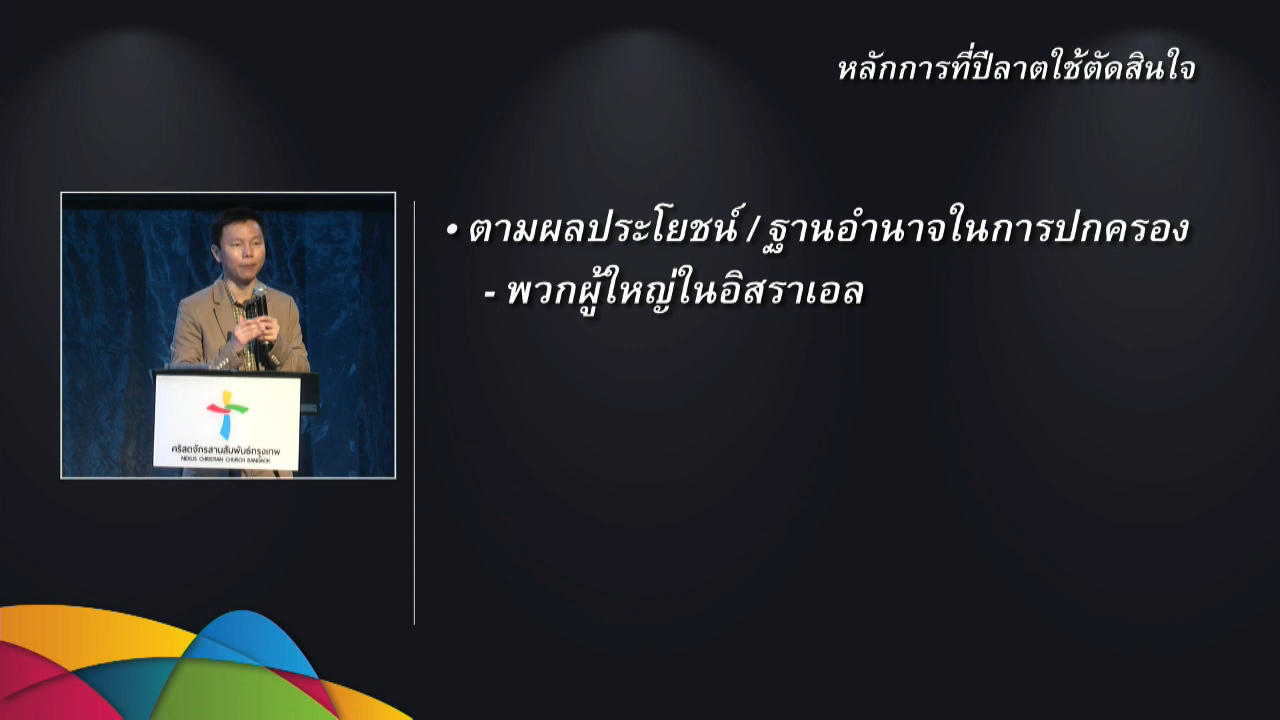 หลักการที่ปีลาตใช้ตัดสินใจ
• ตามผลประโยชน์ / ฐานอำนาจในการปกครอง
- พวกผู้ใหญ่ในอิสราเอล
คริสตจักรสานสัมพันธ์กรุงเทพ
NEXUS CHRISTIAN CHURCH BANGKOK